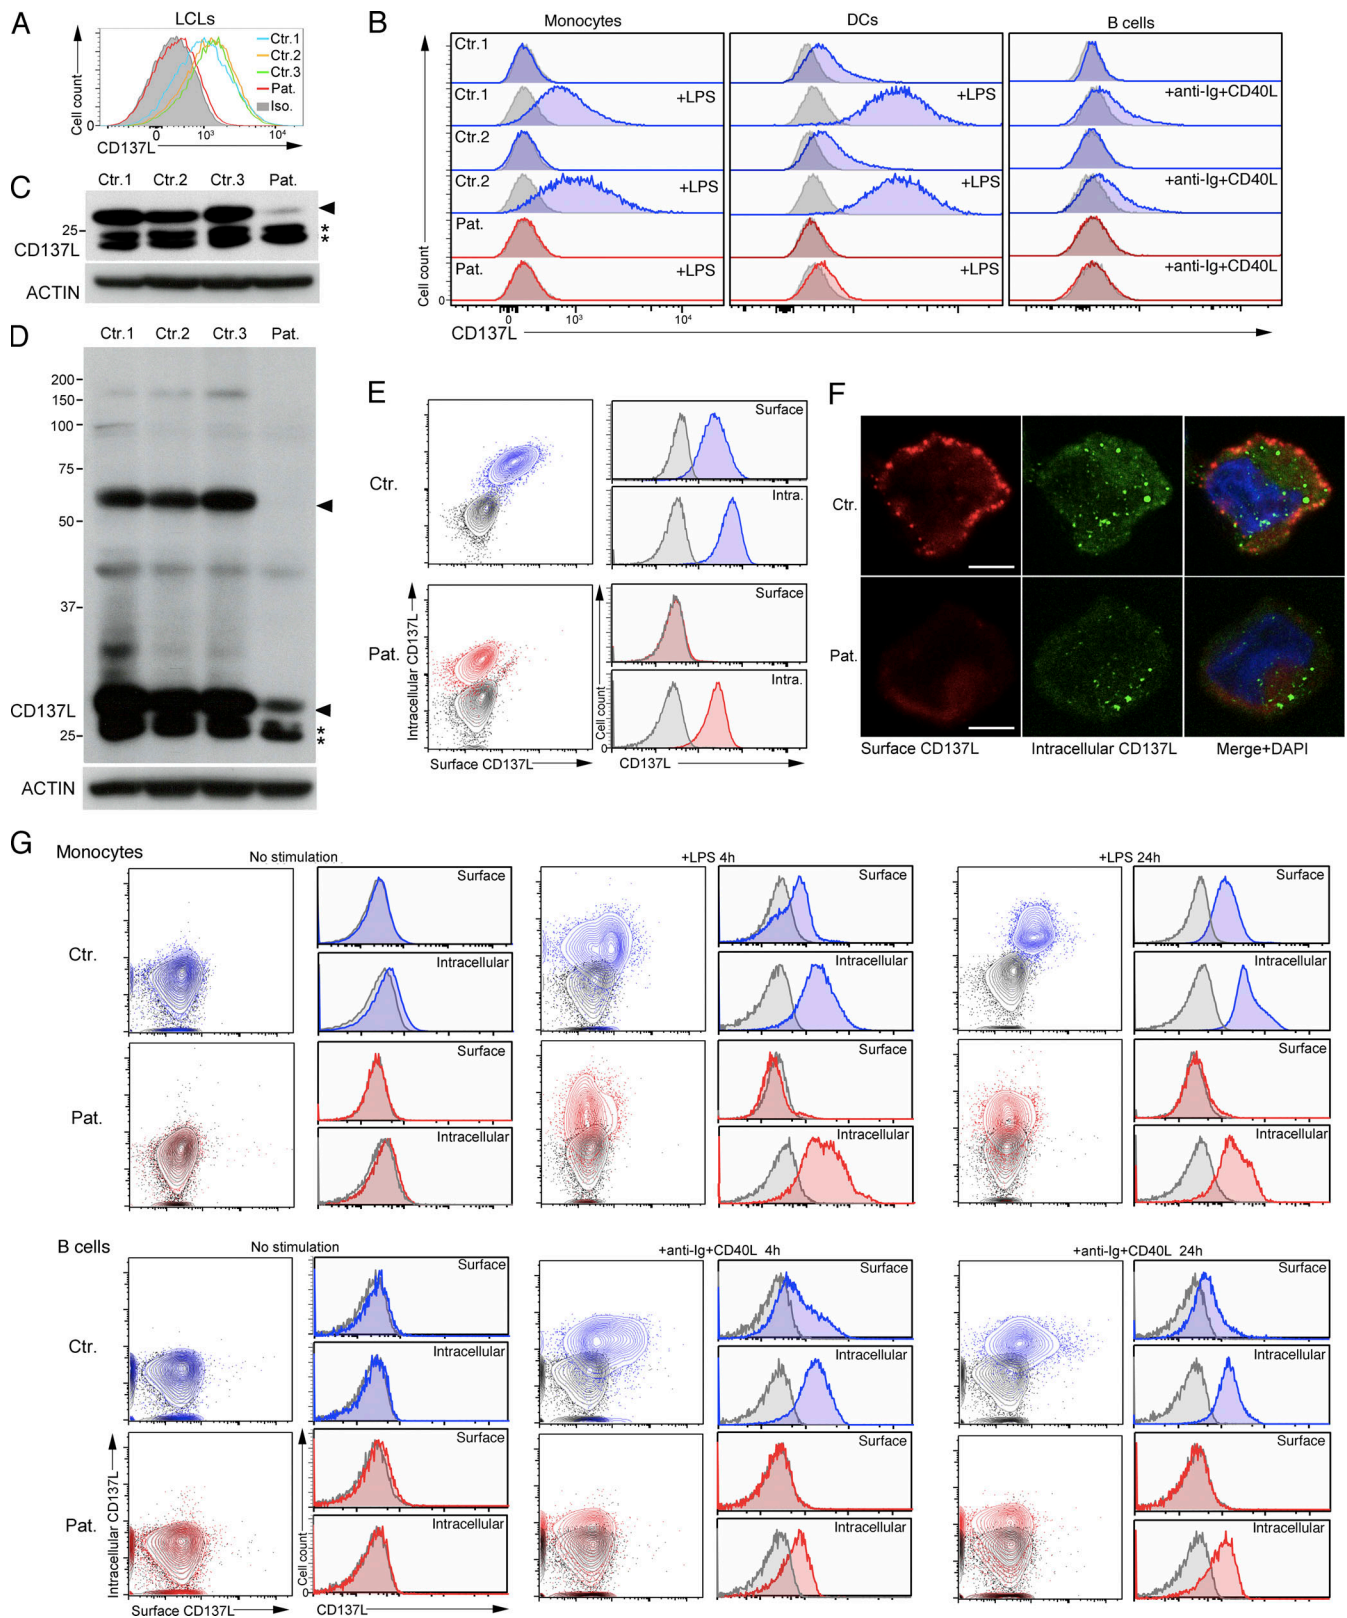 A
LCLs
Ctr.1
Ctr.2
Ctr.3
Pat.
Iso.
Cell count
0
0 10³ 10⁴
CD137L
B
Monocytes DCs B cells
Ctr.1
Ctr.1 +LPS +LPS +anti-Ig+CD40L
Ctr.2
Ctr.2 +LPS +LPS +anti-Ig+CD40L
Pat.
Pat. +LPS +LPS +anti-Ig+CD40L
Cell count
0
0 10³ 10⁴
CD137L
C
Ctr.1 Ctr.2 Ctr.3 Pat.
25
*
*
CD137L
ACTIN
D
Ctr.1 Ctr.2 Ctr.3 Pat.
200
150
100
75
50
37
CD137L
25
*
*
ACTIN
E
Ctr.
Surface
Intra.
Pat.
Surface
Intra.
Intracellular CD137L
Cell count
0
Surface CD137L
CD137L
F
Ctr.
Pat.
Surface CD137L Intracellular CD137L Merge+DAPI
G
Monocytes
No stimulation +LPS 4h +LPS 24h
Ctr.
Surface Surface Surface
Intracellular Intracellular Intracellular
Pat.
Surface Surface Surface
Intracellular Intracellular Intracellular
B cells
No stimulation +anti-Ig+CD40L 4h +anti-Ig+CD40L 24h
Ctr.
Surface Surface Surface
Intracellular Intracellular Intracellular
Pat.
Surface Surface Surface
Intracellular Intracellular Intracellular
Intracellular CD137L
Cell count
0
Surface CD137L
CD137L